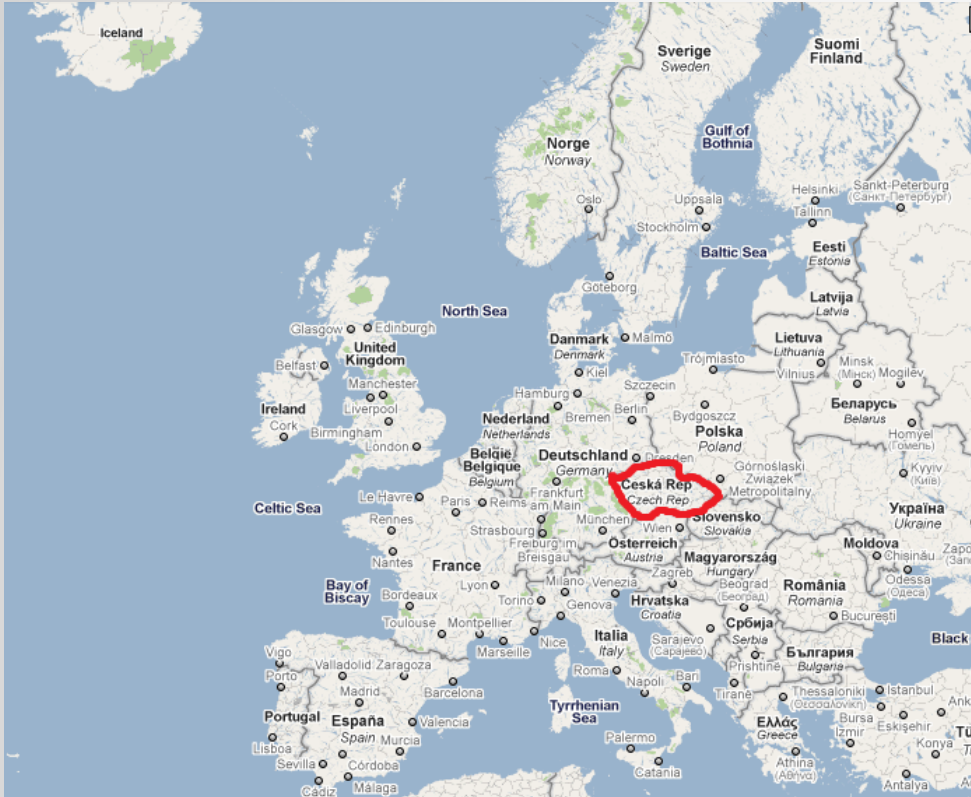 Iceland
Sverige
Sweden
Suomi
Finland
Gulf of
Bothnia
Norge
Norway
Oslo
Uppsala
Stockholm
Helsinki
Tallinn
Sankt-Peterburg
(Санкт-Петербург)
Baltic Sea
Eesti
Estonia
Göteborg
Latvija
Latvia
North Sea
Glasgow
Edinburgh
United
Kingdom
Danmark
Denmark
Malmö
Lietuva
Lithuania
Vilnius
Belfast
Kiel
Trójmiasto
Minsk
(Мінск)
Mogilev
Manchester
Hamburg
Szczecin
Беларусь
Belarus
Ireland
Cork
Liverpool
Birmingham
Nederland
Netherlands
Bremen
Berlin
Bydgoszcz
Polska
Poland
Homyel
(Гомель)
London
België
Belgique
Belgium
Deutschland
Germany
Dresden
Górnośląski
Związek
Metropolitalny
Kyyiv
(Київ)
Česká Rep
Czech Rep
Celtic Sea
Le Havre
Paris
Reims
Frankfurt
am Main
Україна
Ukraine
Rennes
Strasbourg
München
Wien
Slovensko
Slovakia
Nantes
Freiburg im
Breisgau
Österreich
Austria
Magyarország
Hungary
Moldova
Chișinău
France
Odessa
(Одеса)
Bay of
Biscay
Bordeaux
Lyon
Milano
Venezia
Zagreb
Beograd
(Београд)
România
Romania
Torino
Genova
Hrvatska
Croatia
București
Toulouse
Montpellier
Marseille
Nice
Italia
Italy
Sarajevo
(Сарајево)
Србија
Serbia
Black
Vigo
Porto
Valladolid
Zaragoza
Roma
Prishtinë
България
Bulgaria
Madrid
Barcelona
Napoli
Bari
Tiranë
Thessaloniki
(Θεσσαλονίκη)
Istanbul
Portugal
España
Spain
Valencia
Tyrrhenian
Sea
Ελλάς
Greece
Bursa
Eskişehir
Izmir
Lisboa
Murcia
Palermo
Athina
(Αθήνα)
Konya
Sevilla
Córdoba
Catania
Cádiz
Málaga
Antalya